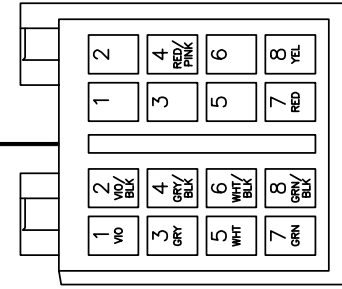 2
4
RED/
PINK
6
8
YEL
1
3
5
7
RED
2
VIO/
BLK
4
GRY/
BLK
6
WHT/
BLK
8
GRN/
BLK
1
VIO
3
GRY
5
WHT
7
GRN